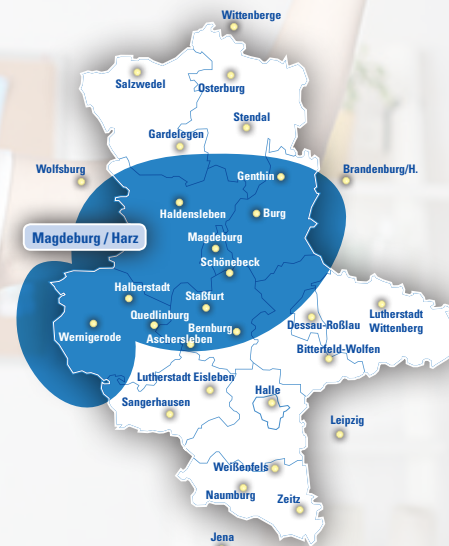 Wittenberge
Salzwedel
Osterburg
Stendal
Gardelegen
Wolfsburg
Genthin
Brandenburg/H.
Haldensleben
Burg
Magdeburg / Harz
Magdeburg
Schönebeck
Halberstadt
Staßfurt
Quedlinburg
Bernburg
Dessau-Roßlau
Lutherstadt
Wittenberg
Wernigerode
Aschersleben
Bitterfeld-Wolfen
Lutherstadt Eisleben
Halle
Sangerhausen
Leipzig
Weißenfels
Naumburg
Zeitz
Jena